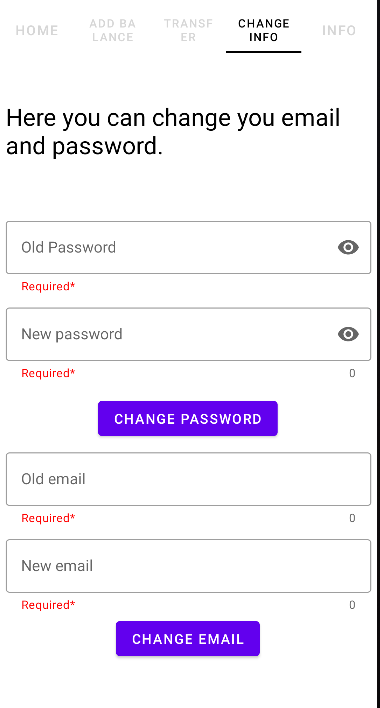 HOME
ADD BA
LANCE
TRANSF
ER
CHANGE
INFO
INFO
Here you can change you email
and password.
Old Password
Required*
New password
Required* 0
CHANGE PASSWORD
Old email
Required* 0
New email
Required* 0
CHANGE EMAIL